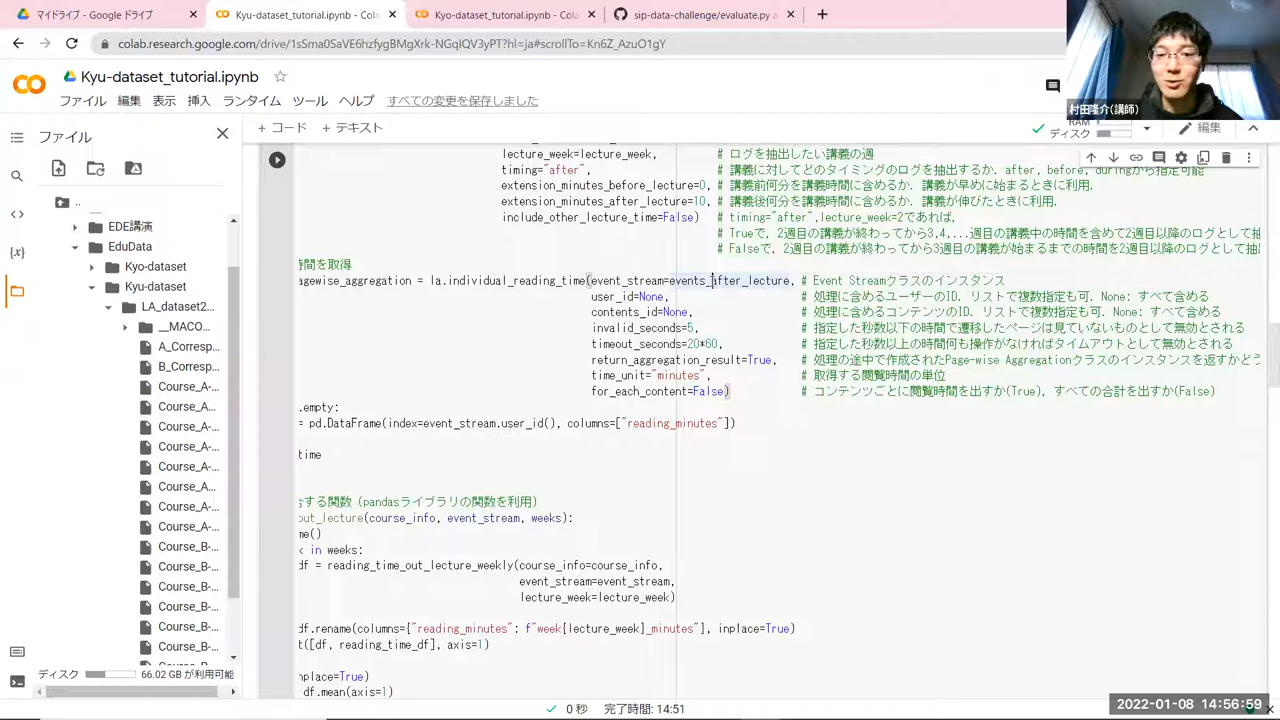 マイドライブ - Google ドライブ
Kyu-dataset_tutorial.ipynb - Cola
Kyo-dataset_tutorial.ipynb - Cola
sip-data-challenge/evaluate.py a
colab.research.google.com/drive/1sSma0SaVE6hzfygBMgXrk-NGqIQV3yPT?hl=ja#scrollTo=Kn6Z_AzuO1gY
Kyu-dataset_tutorial.ipynb
ファイル 編集 表示 挿入 ランタイム ツール ヘルプ すべての変更を保存しました
村田隆介(講師)
ファイル
+ コード + テキスト
RAM
ディスク
編集
lecture_week=lecture_week, # ログを抽出したい講義の週
timing="after", # 講義に対してどのタイミングのログを抽出するか. after, before, duringから指定可能
extension_minutes_before_lecture=0, # 講義前何分を講義時間に含めるか. 講義が早めに始まるときに利用.
extension_minutes_after_lecture=10, # 講義後何分を講義時間に含めるか. 講義が伸びたときに利用.
include_other_lecture_time=False) # timing="after",lecture_week=2であれば,
# Trueで, 2週目の講義が終わってから3,4,...週目の講義中の時間を含めて2週目以降のログとして抽
# Falseで, 2週目の講義が終わってから3週目の講義が始まるまでの時間を2週目以降のログとして抽
時間を取得
agewise_aggregation = la.individual_reading_time(event_stream=events_after_lecture, # Event Streamクラスのインスタンス
user_id=None, # 処理に含めるユーザーのID. リストで複数指定も可. None: すべて含める
contents_id=None, # 処理に含めるコンテンツのID. リストで複数指定も可. None: すべて含める
invalid_seconds=5, # 指定した秒数以下の時間で遷移したページは見ていないものとして無効とされる
timeout_seconds=20*60, # 指定した秒数以上の時間何も操作がなければタイムアウトとして無効とされる
return_aggregation_result=True, # 処理の途中で作成されたPage-wise Aggregationクラスのインスタンスを返すかどう
time_unit="minutes", # 取得する閲覧時間の単位
for_each_content=False) # コンテンツごとに閲覧時間を出すか(True), すべての合計を出すか(False)
.empty:
= pd.DataFrame(index=event_stream.user_id(), columns=["reading_minutes"])
time
合する関数 (pandasライブラリの関数を利用)
out_lecture(course_info, event_stream, weeks):
me()
k in weeks:
df = reading_time_out_lecture_weekly(course_info=course_info,
event_stream=event_stream,
lecture_week=lecture_week)
df.rename(columns={"reading_minutes": f"week{lecture_week}_minutes"}, inplace=True)
t([df, reading_time_df], axis=1)
nplace=True)
df.mean(axis=1)
..
EDE講演
EduData
Kyo-dataset
Kyu-dataset
LA_dataset2...
__MACO...
A_Corresp...
B_Corresp...
Course_A-...
Course_A-...
Course_A-...
Course_A-...
Course_A-...
Course_A-...
Course_A-...
Course_A-...
Course_B-...
Course_B-...
Course_B-...
Course_B-...
Course_B-...
Course_B-...
Course_B-...
ディスク 66.02 GB が利用可能
0 秒 完了時間: 14:51
2022-01-08 14:56:59